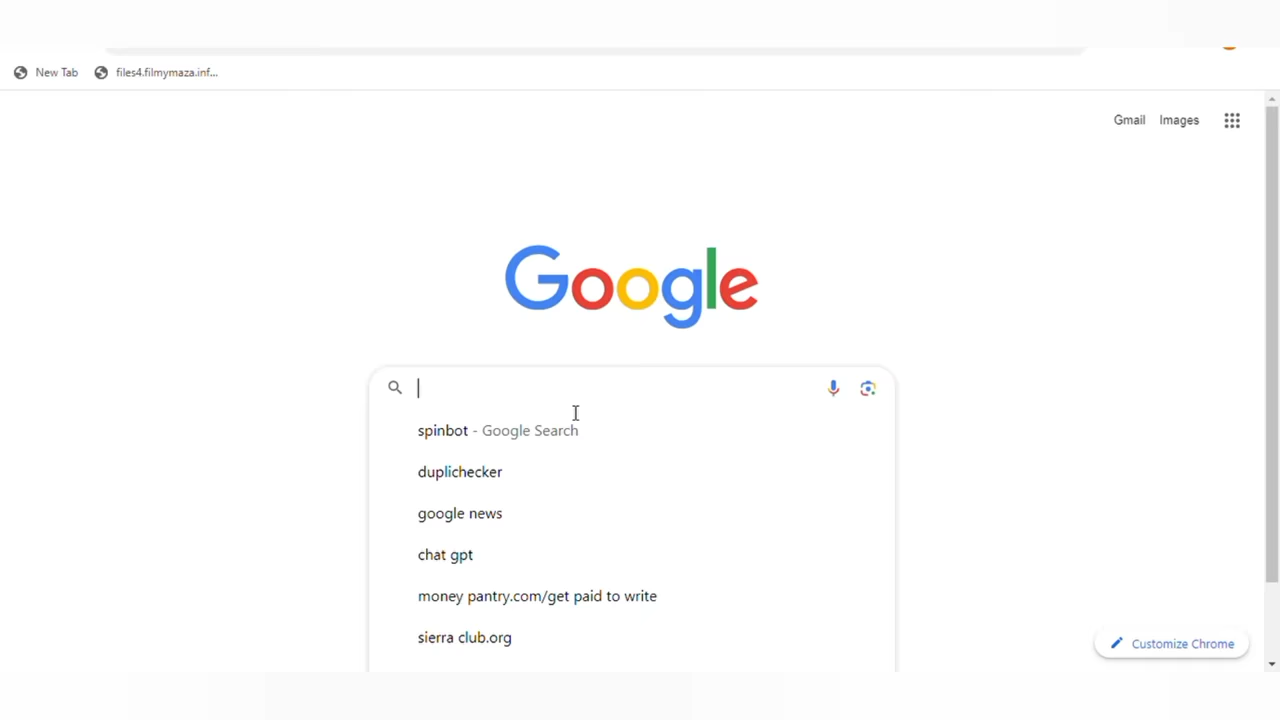 New Tab files4.filmymaza.inf...
Gmail Images
Google
spinbot - Google Search
duplichecker
google news
chat gpt
money pantry.com/get paid to write
sierra club.org
Customize Chrome